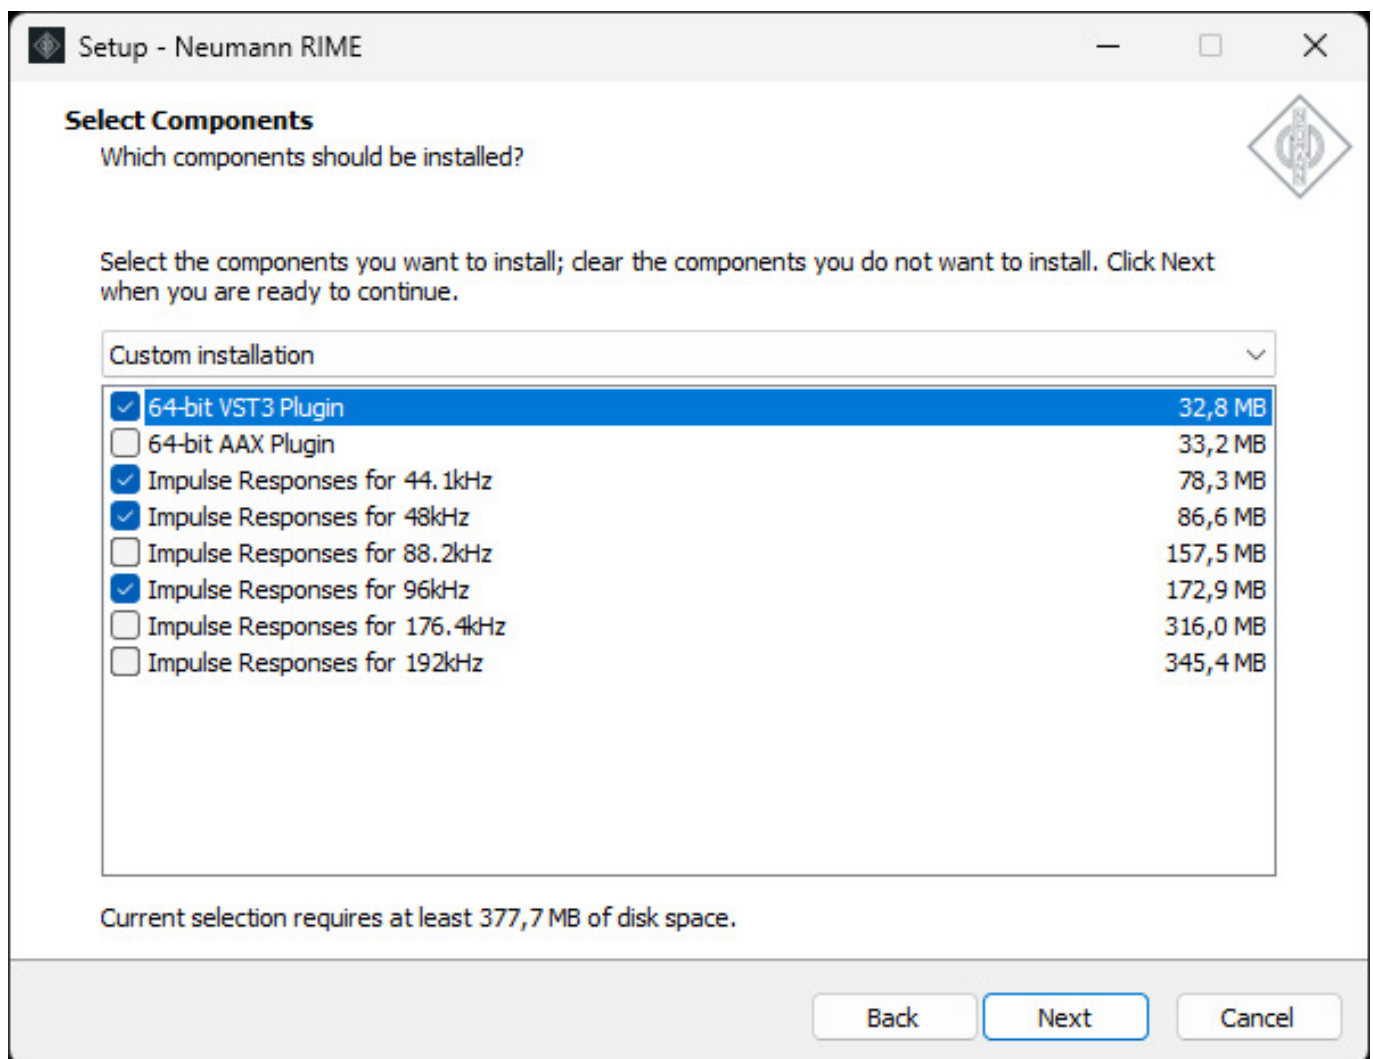 Setup - Neumann RIME
Select Components
Which components should be installed?
NEUMANN
Select the components you want to install; clear the components you do not want to install. Click Next
when you are ready to continue.
Custom installation
64-bit VST3 Plugin 32,8 MB
64-bit AAX Plugin 33,2 MB
Impulse Responses for 44.1kHz 78,3 MB
Impulse Responses for 48kHz 86,6 MB
Impulse Responses for 88.2kHz 157,5 MB
Impulse Responses for 96kHz 172,9 MB
Impulse Responses for 176.4kHz 316,0 MB
Impulse Responses for 192kHz 345,4 MB
Current selection requires at least 377,7 MB of disk space.
Back Next Cancel